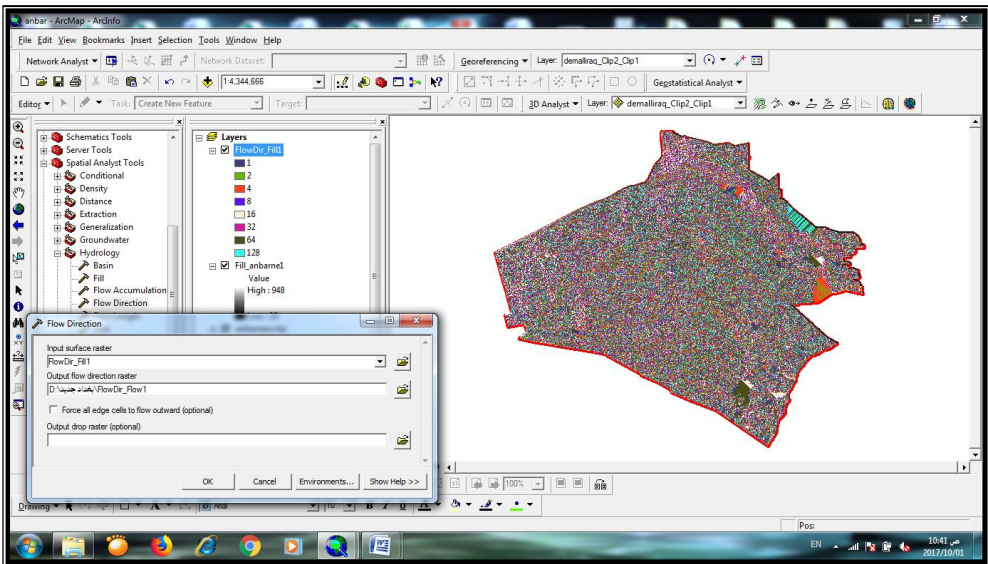 anbar - ArcMap - ArcInfo
File Edit View Bookmarks Insert Selection Tools Window Help
Network Analyst Network Dataset: Georeferencing Layer: demalliraq_Clip2_Clip1
1:4,344,666 Geostatistical Analyst
Editor Task: Create New Feature Target: 3D Analyst Layer: demalliraq_Clip2_Clip1
Schematics Tools
Server Tools
Spatial Analyst Tools
Conditional
Density
Distance
Extraction
Generalization
Groundwater
Hydrology
Basin
Fill
Flow Accumulation
Flow Direction
Layers
FlowDir_Fill1
1
2
4
8
16
32
64
128
Fill_anbarne1
Value
High : 948
Flow Direction
Input surface raster
FlowDir_Fill1
Output flow direction raster
D:\بغداد جديد\FlowDir_Flow1
Force all edge cells to flow outward (optional)
Output drop raster (optional)
OK Cancel Environments... Show Help >>
100%
Drawing Arial 10 B I U A
Pos:
EN 10:41 ص
2017/10/01